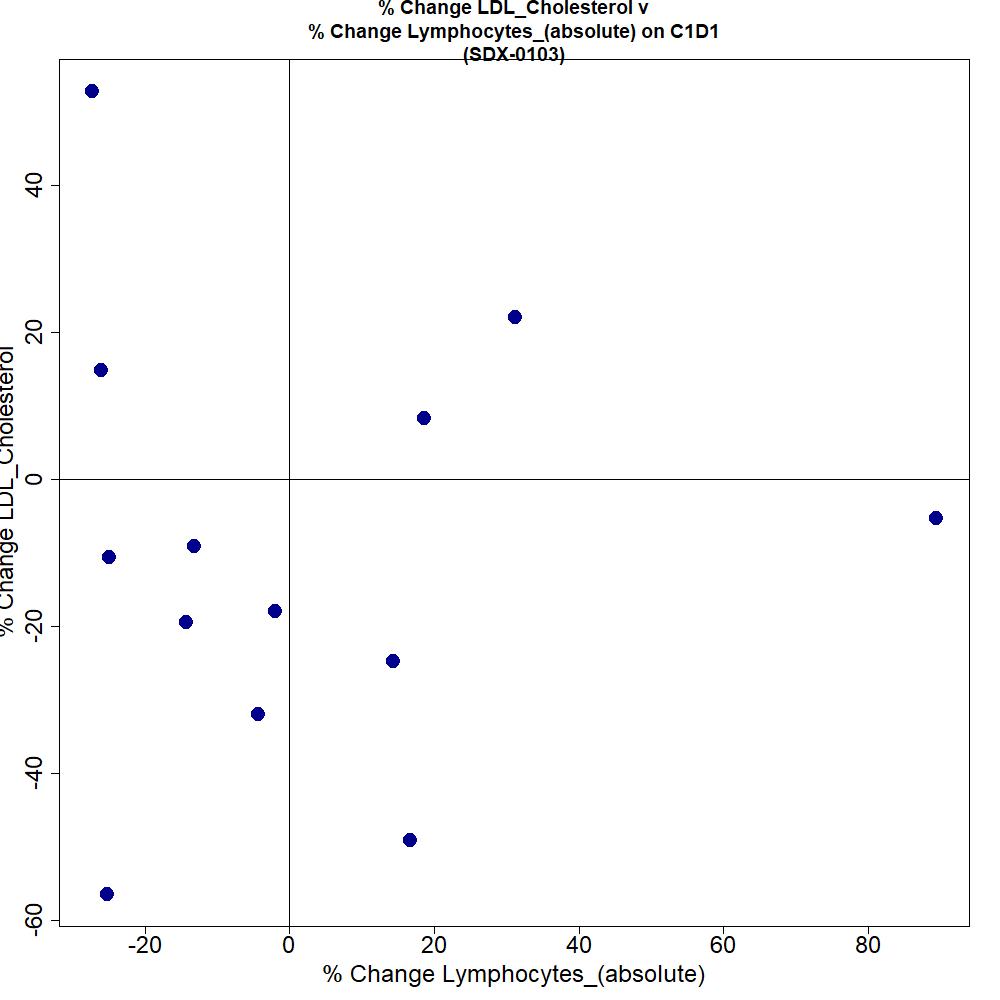 % Change LDL_Cholesterol v
% Change Lymphocytes_(absolute) on C1D1
(SDX-0103)
% Change LDL_Cholesterol
40
20
0
-20
-40
-60
-20
0
20
40
60
80
% Change Lymphocytes_(absolute)